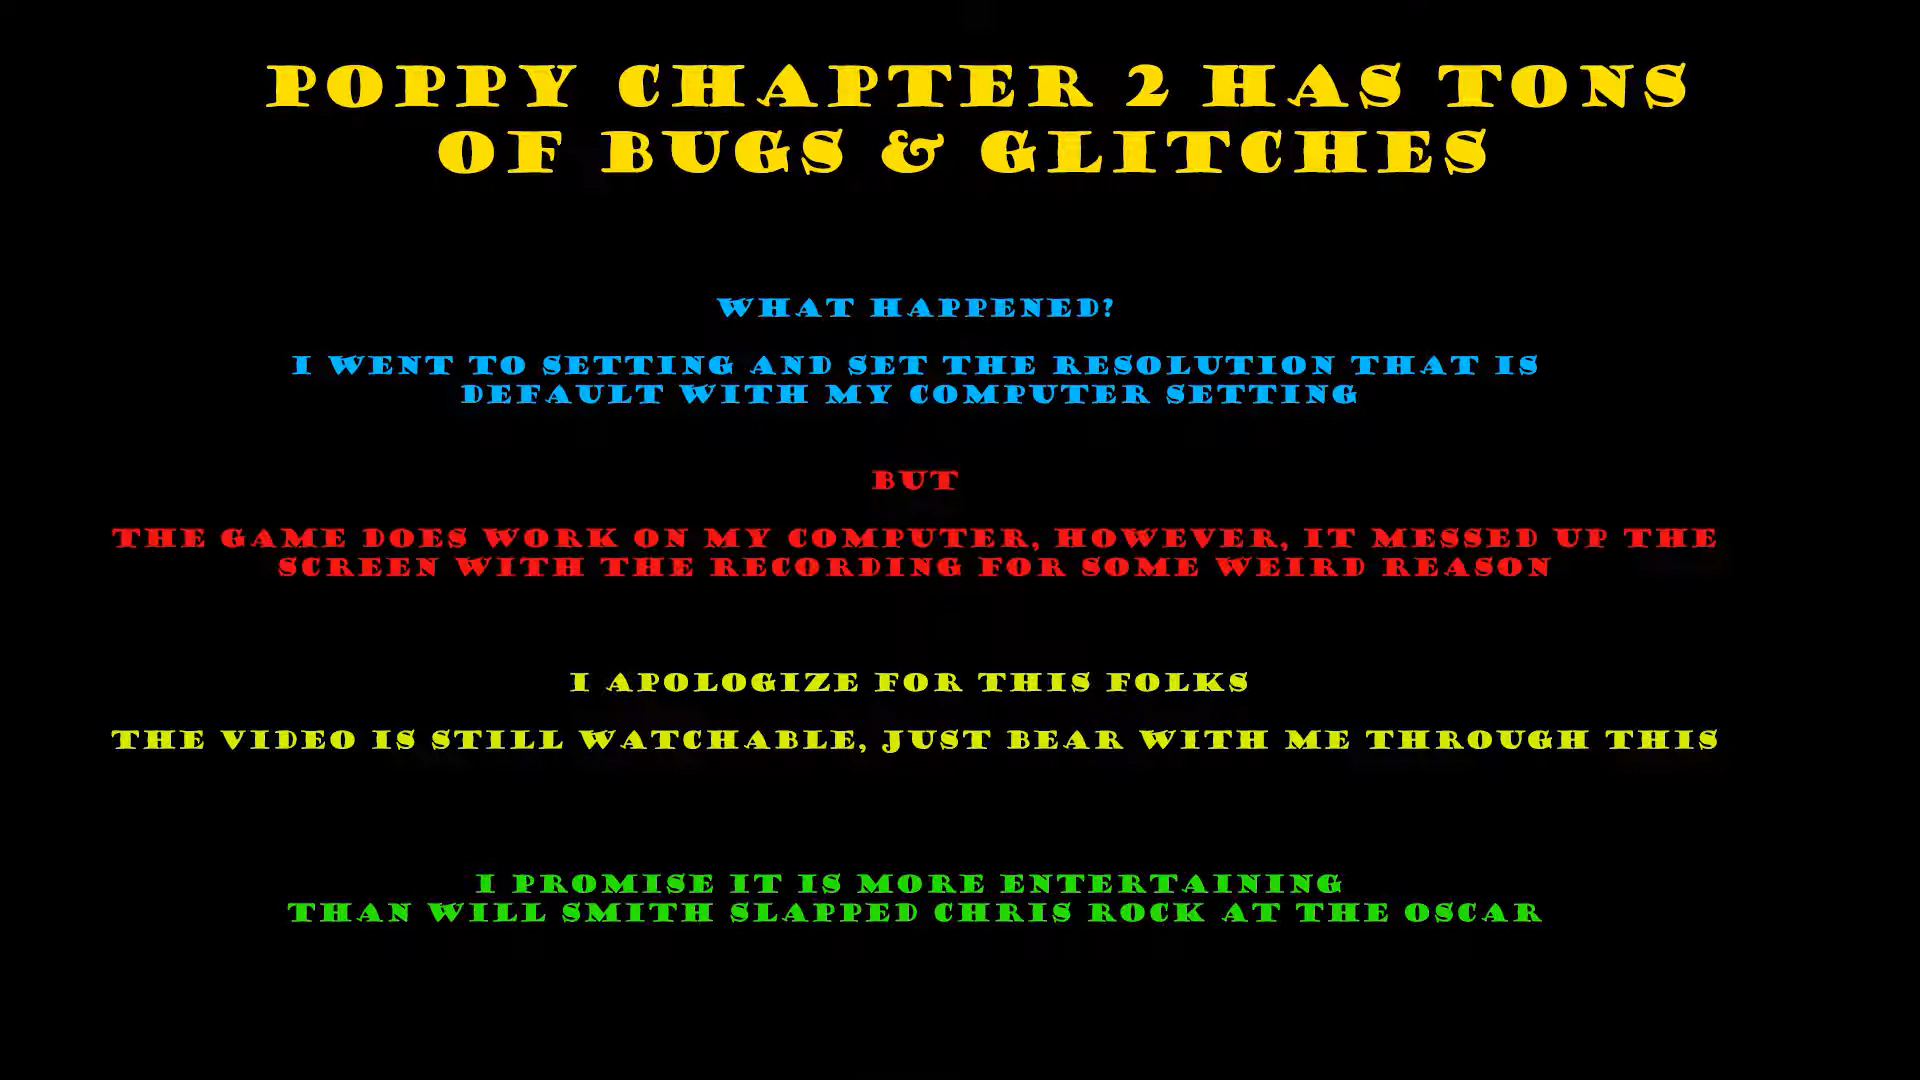 POPPY CHAPTER 2 HAS TONS
OF BUGS & GLITCHES
WHAT HAPPENED?
I WENT TO SETTING AND SET THE RESOLUTION THAT IS
DEFAULT WITH MY COMPUTER SETTING
BUT
THE GAME DOES WORK ON MY COMPUTER, HOWEVER, IT MESSED UP THE
SCREEN WITH THE RECORDING FOR SOME WEIRD REASON
I APOLOGIZE FOR THIS FOLKS
THE VIDEO IS STILL WATCHABLE, JUST BEAR WITH ME THROUGH THIS
I PROMISE IT IS MORE ENTERTAINING
THAN WILL SMITH SLAPPED CHRIS ROCK AT THE OSCAR